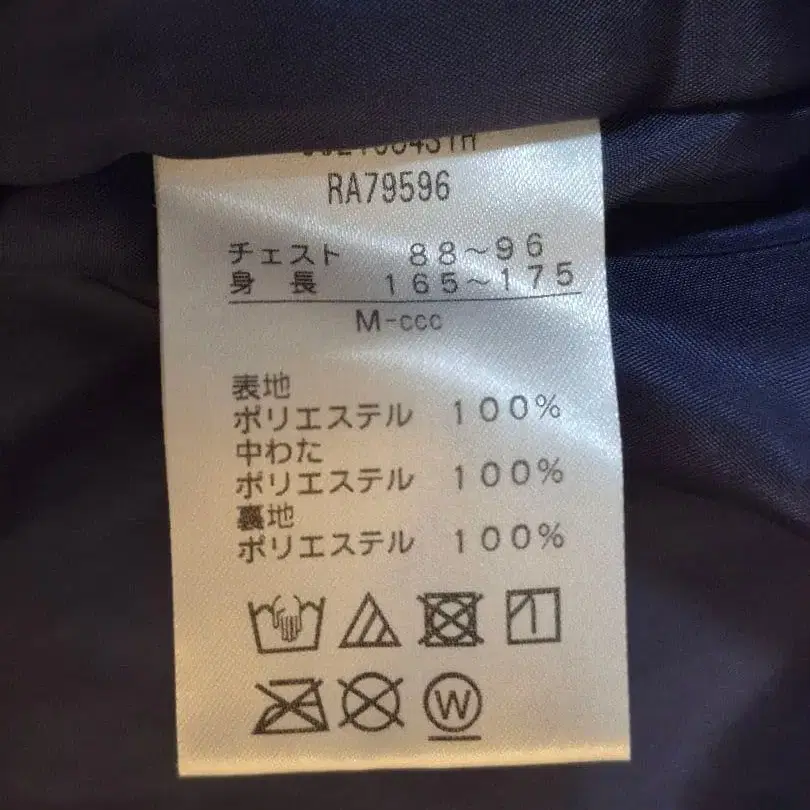 RA79596
チェスト 88～96
身長 165～175
M-ccc
表地
ポリエステル 100%
中わた
ポリエステル 100%
裏地
ポリエステル 100%
W